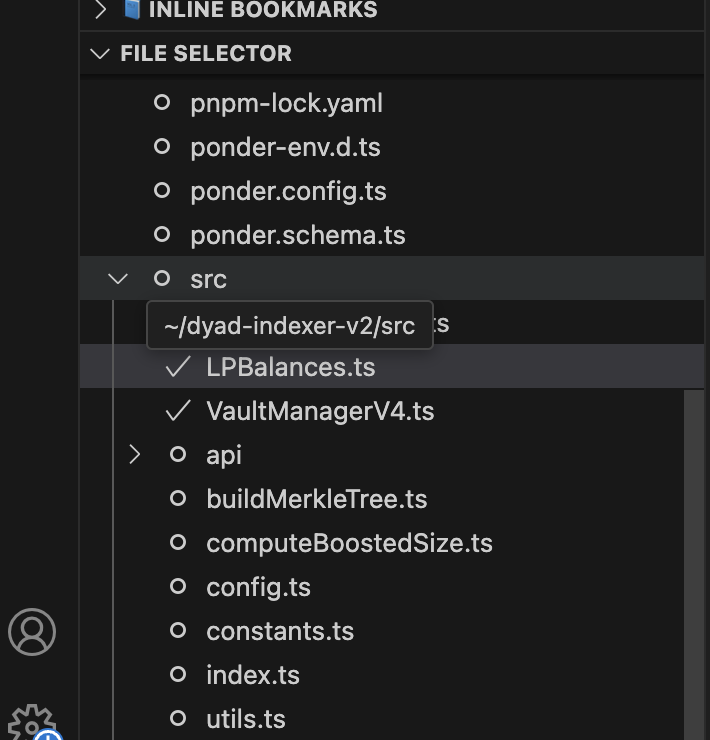 INLINE BOOKMARKS
FILE SELECTOR
pnpm-lock.yaml
ponder-env.d.ts
ponder.config.ts
ponder.schema.ts
src
~/dyad-indexer-v2/src
ts
LPBalances.ts
VaultManagerV4.ts
api
buildMerkleTree.ts
computeBoostedSize.ts
config.ts
constants.ts
index.ts
utils.ts